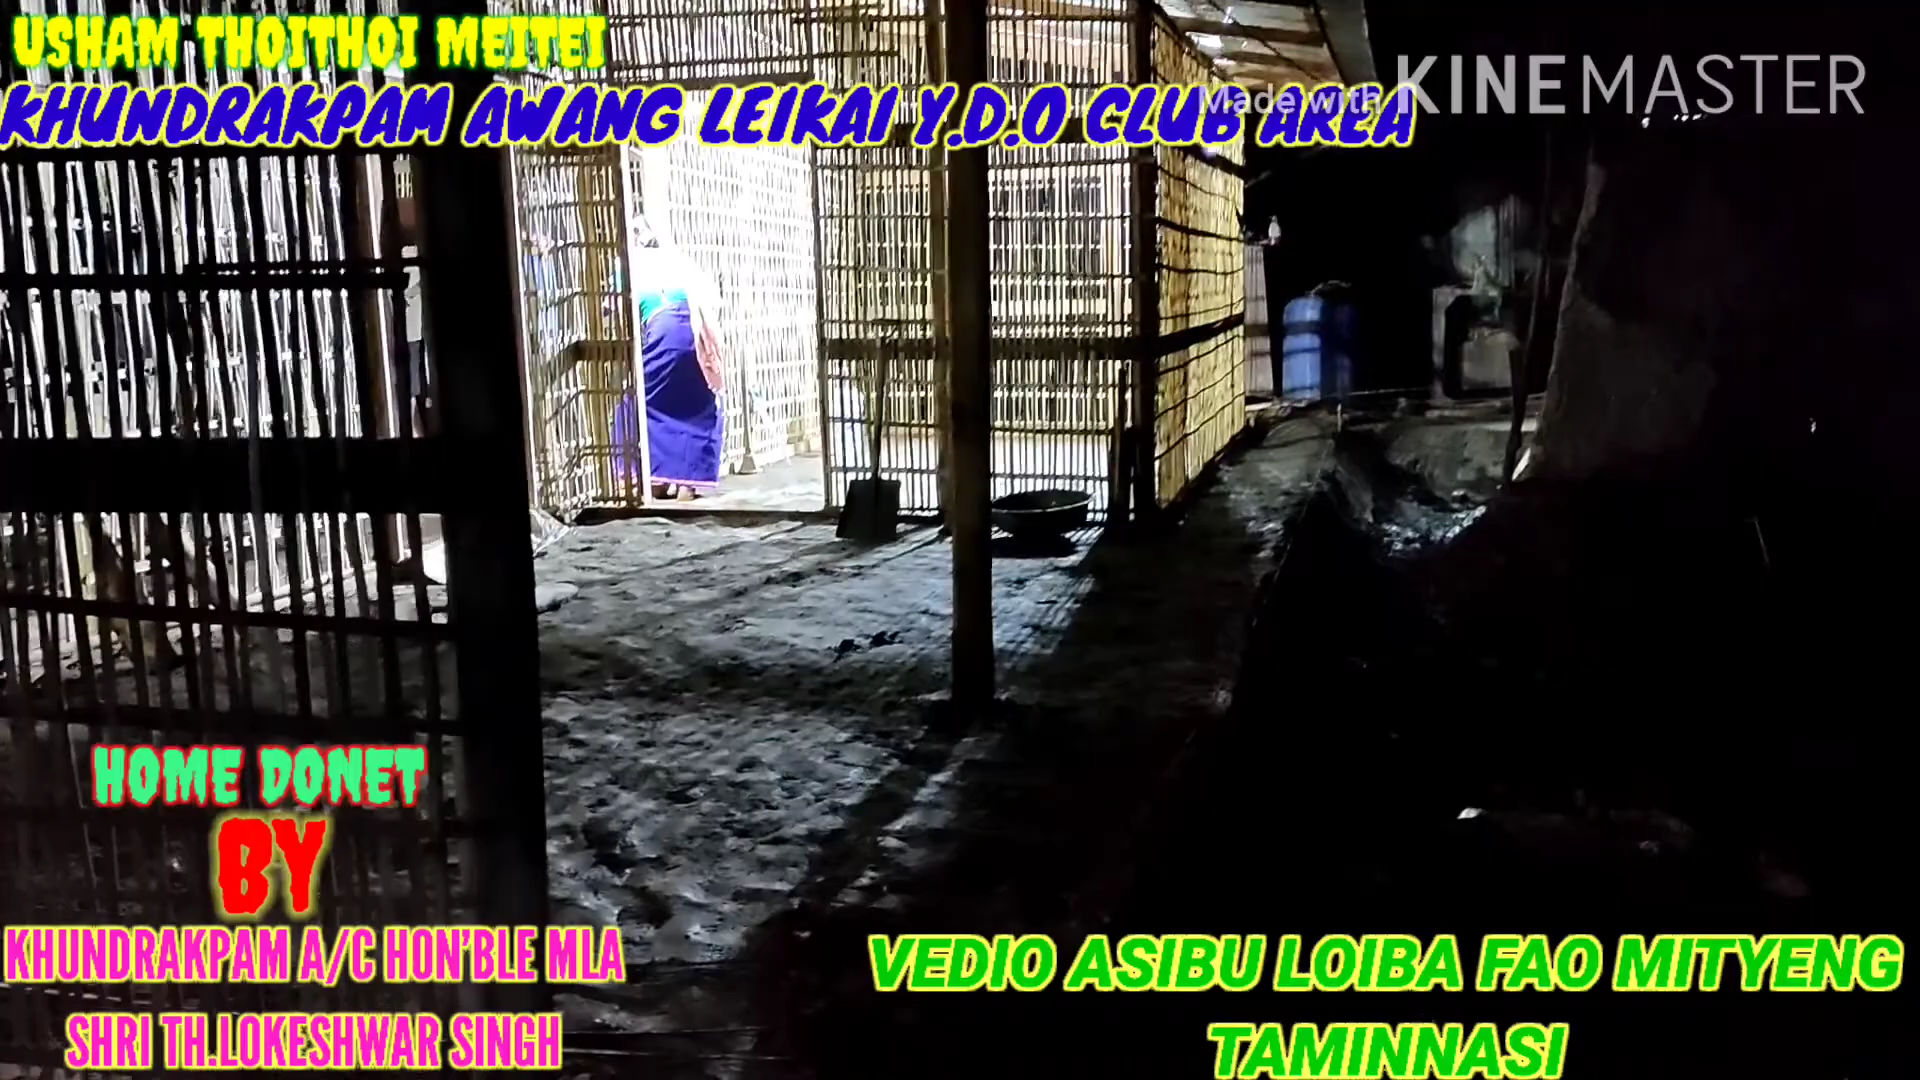 USHAM THOITHOI MEITEI
KHUNDRAKPAM AWANG LEIKAI Y.D.O CLUB AREA
Made with KINEMASTER
HOME DONET
BY
KHUNDRAKPAM A/C HON'BLE MLA
SHRI TH.LOKESHWAR SINGH
VEDIO ASIBU LOIBA FAO MITYENG
TAMINNASI